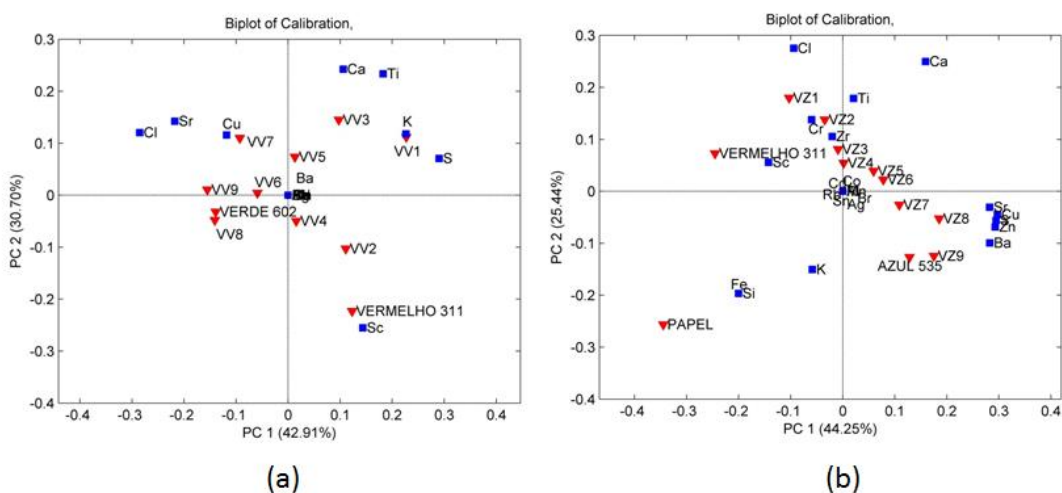 Biplot of Calibration,
0.3
0.2
0.1
0
-0.1
-0.2
-0.3
-0.4
PC 2 (30.70%)
Ca
Ti
VV3
K
VV1
S
Sr
Cl
Cu
VV7
VV5
Ba
VV6
VV9
VERDE 602
VV8
VV4
VV2
VERMELHO 311
Sc
-0.4 -0.3 -0.2 -0.1 0 0.1 0.2 0.3 0.4
PC 1 (42.91%)
(a)
Biplot of Calibration,
0.3
0.2
0.1
0
-0.1
-0.2
-0.3
-0.4
PC 2 (25.44%)
Cl
Ca
VZ1
Ti
VZ2
Cr
Zr
VERMELHO 311
VZ3
Sc
VZ4
VZ5
VZ6
Co
Br
Sn
Ag
VZ7
VZ8
Sr
Cu
Zn
Ba
VZ9
AZUL 535
K
Fe
Si
PAPEL
-0.4 -0.3 -0.2 -0.1 0 0.1 0.2 0.3 0.4
PC 1 (44.25%)
(b)